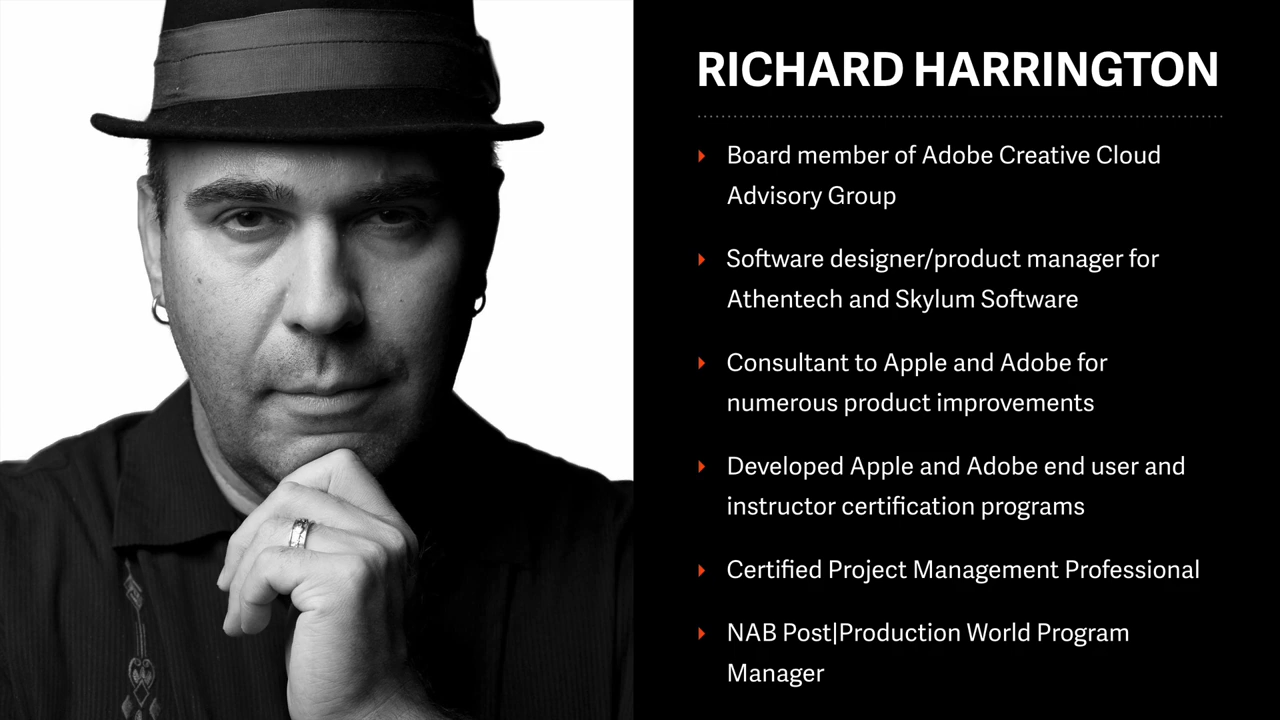 RICHARD HARRINGTON
Board member of Adobe Creative Cloud
Advisory Group
Software designer/product manager for
Athentech and Skylum Software
Consultant to Apple and Adobe for
numerous product improvements
Developed Apple and Adobe end user and
instructor certification programs
Certified Project Management Professional
NAB Post|Production World Program
Manager